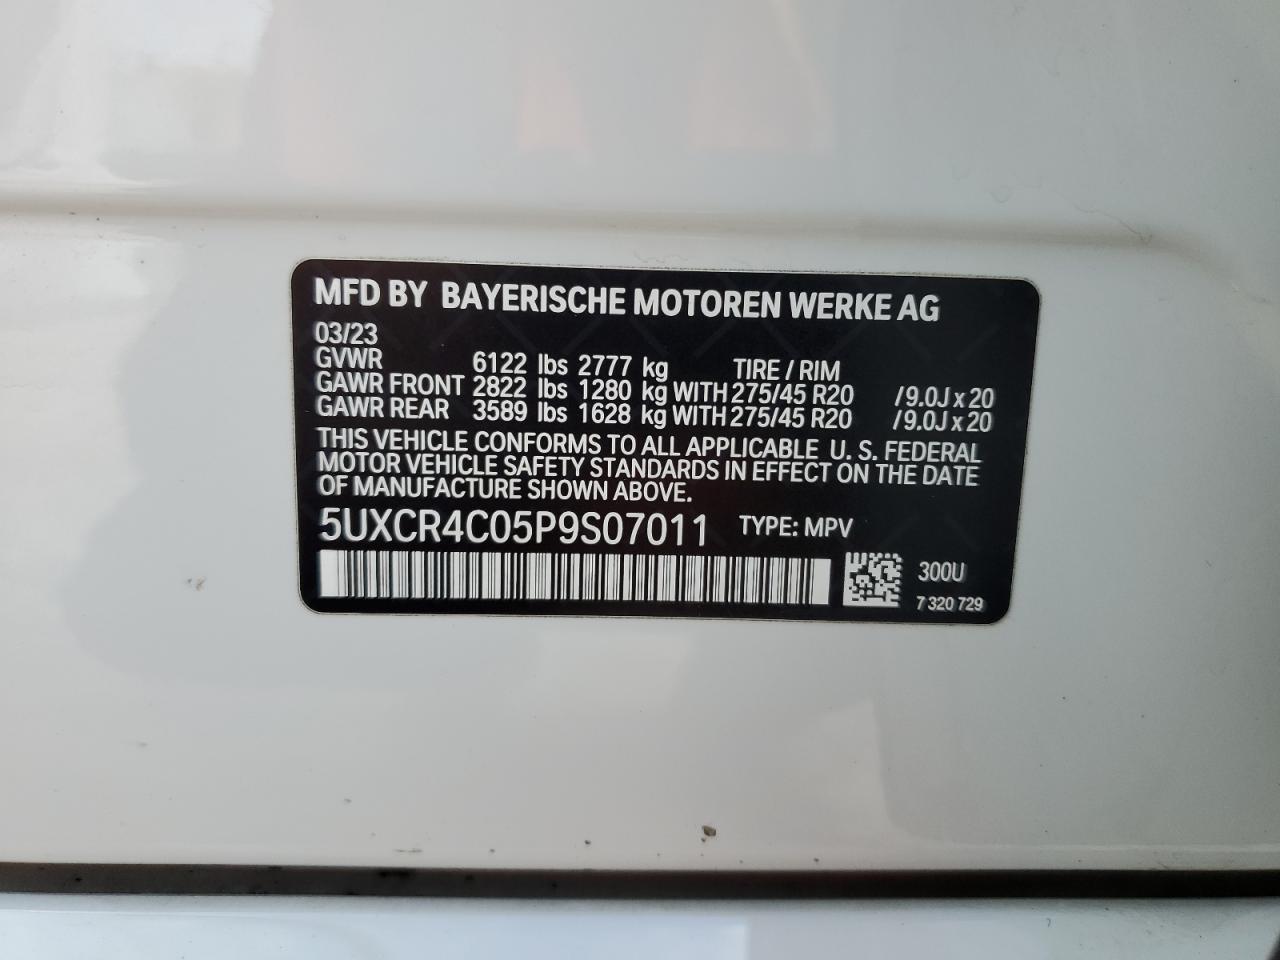 MFD BY BAYERISCHE MOTOREN WERKE AG
03/23
GVWR 6122 lbs 2777 kg TIRE / RIM
GAWR FRONT 2822 lbs 1280 kg WITH 275/45 R20 / 9.0J x 20
GAWR REAR 3589 lbs 1628 kg WITH 275/45 R20 / 9.0J x 20
THIS VEHICLE CONFORMS TO ALL APPLICABLE U. S. FEDERAL
MOTOR VEHICLE SAFETY STANDARDS IN EFFECT ON THE DATE
OF MANUFACTURE SHOWN ABOVE.
5UXCR4C05P9S07011 TYPE: MPV
300U
7 320 729